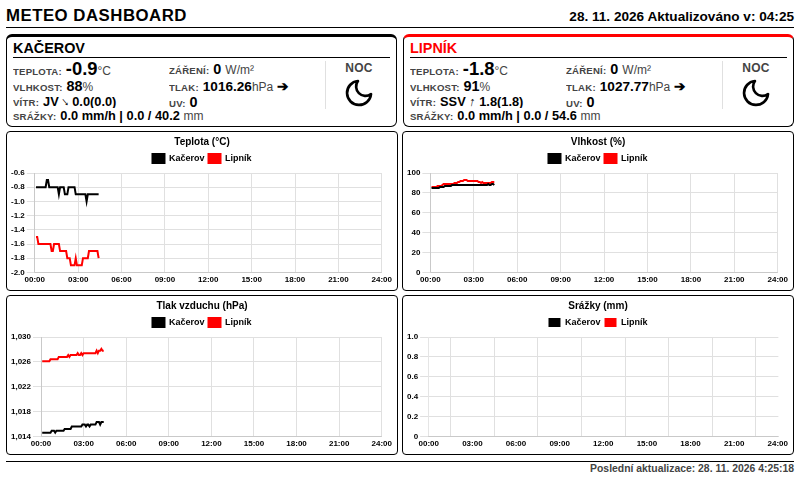 METEO DASHBOARD
28. 11. 2026 Aktualizováno v: 04:25
KAČEROV
TEPLOTA: -0.9°C
ZÁŘENÍ: 0 W/m²
VLHKOST: 88%
TLAK: 1016.26hPa ➔
VÍTR: JV → 0.0(0.0)
UV: 0
SRÁŽKY: 0.0 mm/h | 0.0 / 40.2 mm
NOC
LIPNÍK
TEPLOTA: -1.8°C
ZÁŘENÍ: 0 W/m²
VLHKOST: 91%
TLAK: 1027.77hPa ➔
VÍTR: SSV → 1.8(1.8)
UV: 0
SRÁŽKY: 0.0 mm/h | 0.0 / 54.6 mm
NOC
Teplota (°C)
Kačerov Lipník
-0.6
-0.8
-1.0
-1.2
-1.4
-1.6
-1.8
-2.0
00:00 03:00 06:00 09:00 12:00 15:00 18:00 21:00 24:00
Vlhkost (%)
Kačerov Lipník
100
80
60
40
20
0
00:00 03:00 06:00 09:00 12:00 15:00 18:00 21:00 24:00
Tlak vzduchu (hPa)
Kačerov Lipník
1,030
1,026
1,022
1,018
1,014
00:00 03:00 06:00 09:00 12:00 15:00 18:00 21:00 24:00
Srážky (mm)
Kačerov Lipník
1.0
0.8
0.6
0.4
0.2
0
00:00 03:00 06:00 09:00 12:00 15:00 18:00 21:00 24:00
Poslední aktualizace: 28. 11. 2026 4:25:18